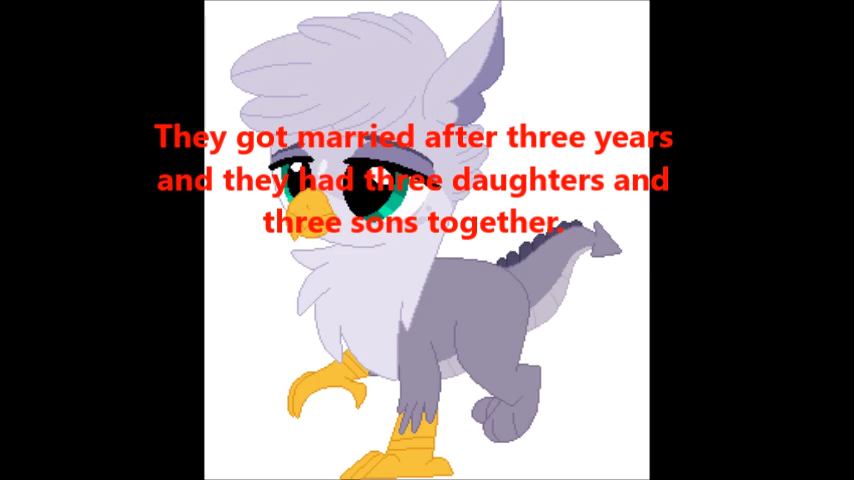 They got married after three years
and they had three daughters and
three sons together.